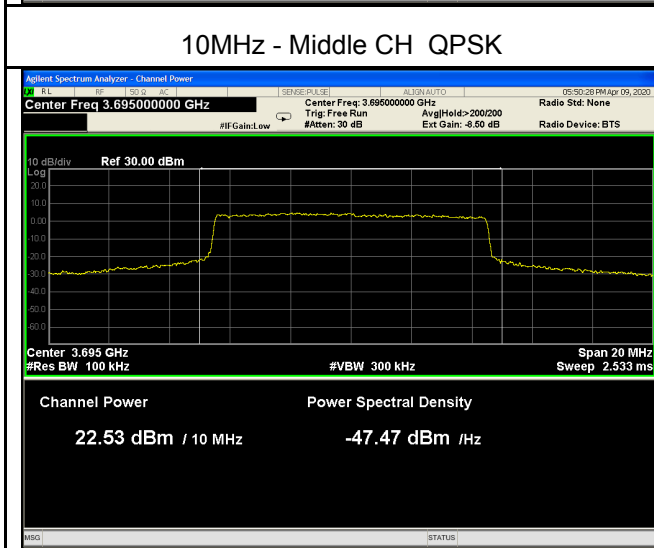 10MHz - Middle CH  QPSK
Agilent Spectrum Analyzer - Channel Power
RL RF 50 Ω AC SENSE:PULSE ALIGN AUTO 05:50:28 PM Apr 09, 2020
Center Freq 3.695000000 GHz Center Freq: 3.695000000 GHz Radio Std: None
Trig: Free Run Avg|Hold:>200/200
#IFGain:Low #Atten: 30 dB Ext Gain: -8.50 dB Radio Device: BTS
10 dB/div Ref 30.00 dBm
Log
20.0
10.0
0.00
-10.0
-20.0
-30.0
-40.0
-50.0
-60.0
Center 3.695 GHz Span 20 MHz
#Res BW 100 kHz #VBW 300 kHz Sweep 2.533 ms
Channel Power Power Spectral Density
22.53 dBm / 10 MHz -47.47 dBm /Hz
MSG STATUS